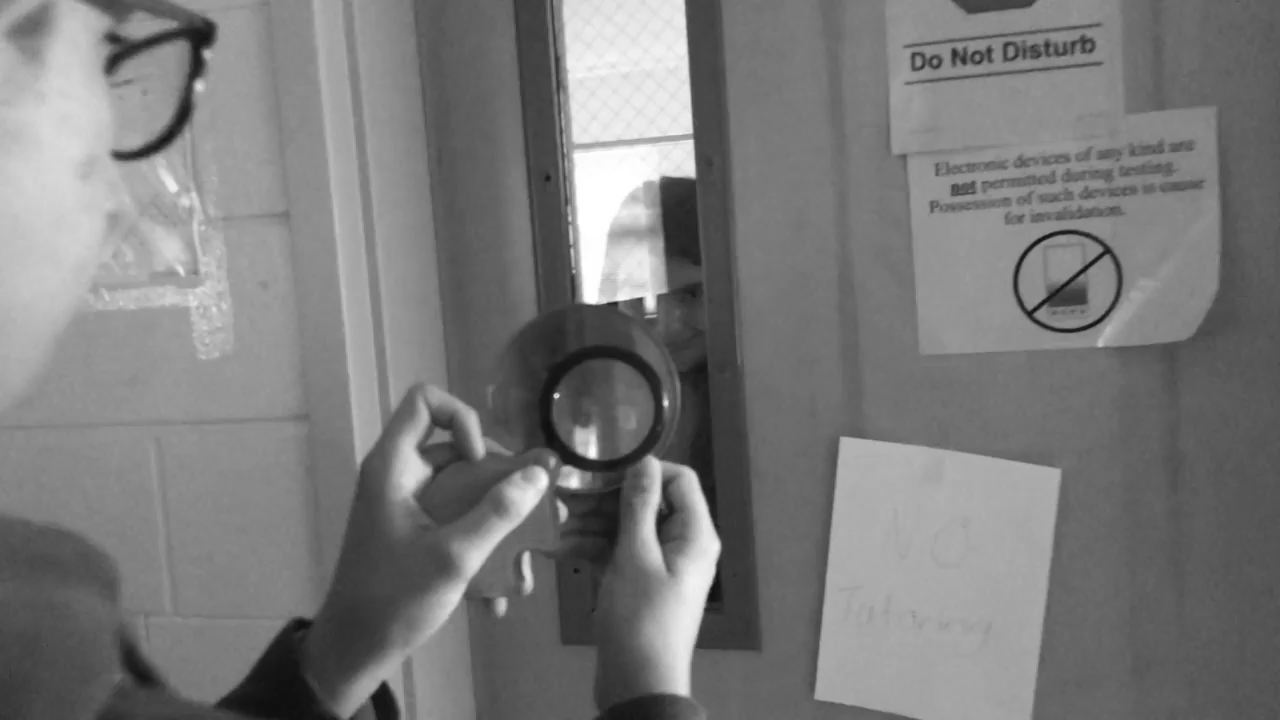 Do Not Disturb
Electronic devices of any kind are
not permitted during testing.
Possession of such devices is cause
for invalidation.
NO
Tutoring